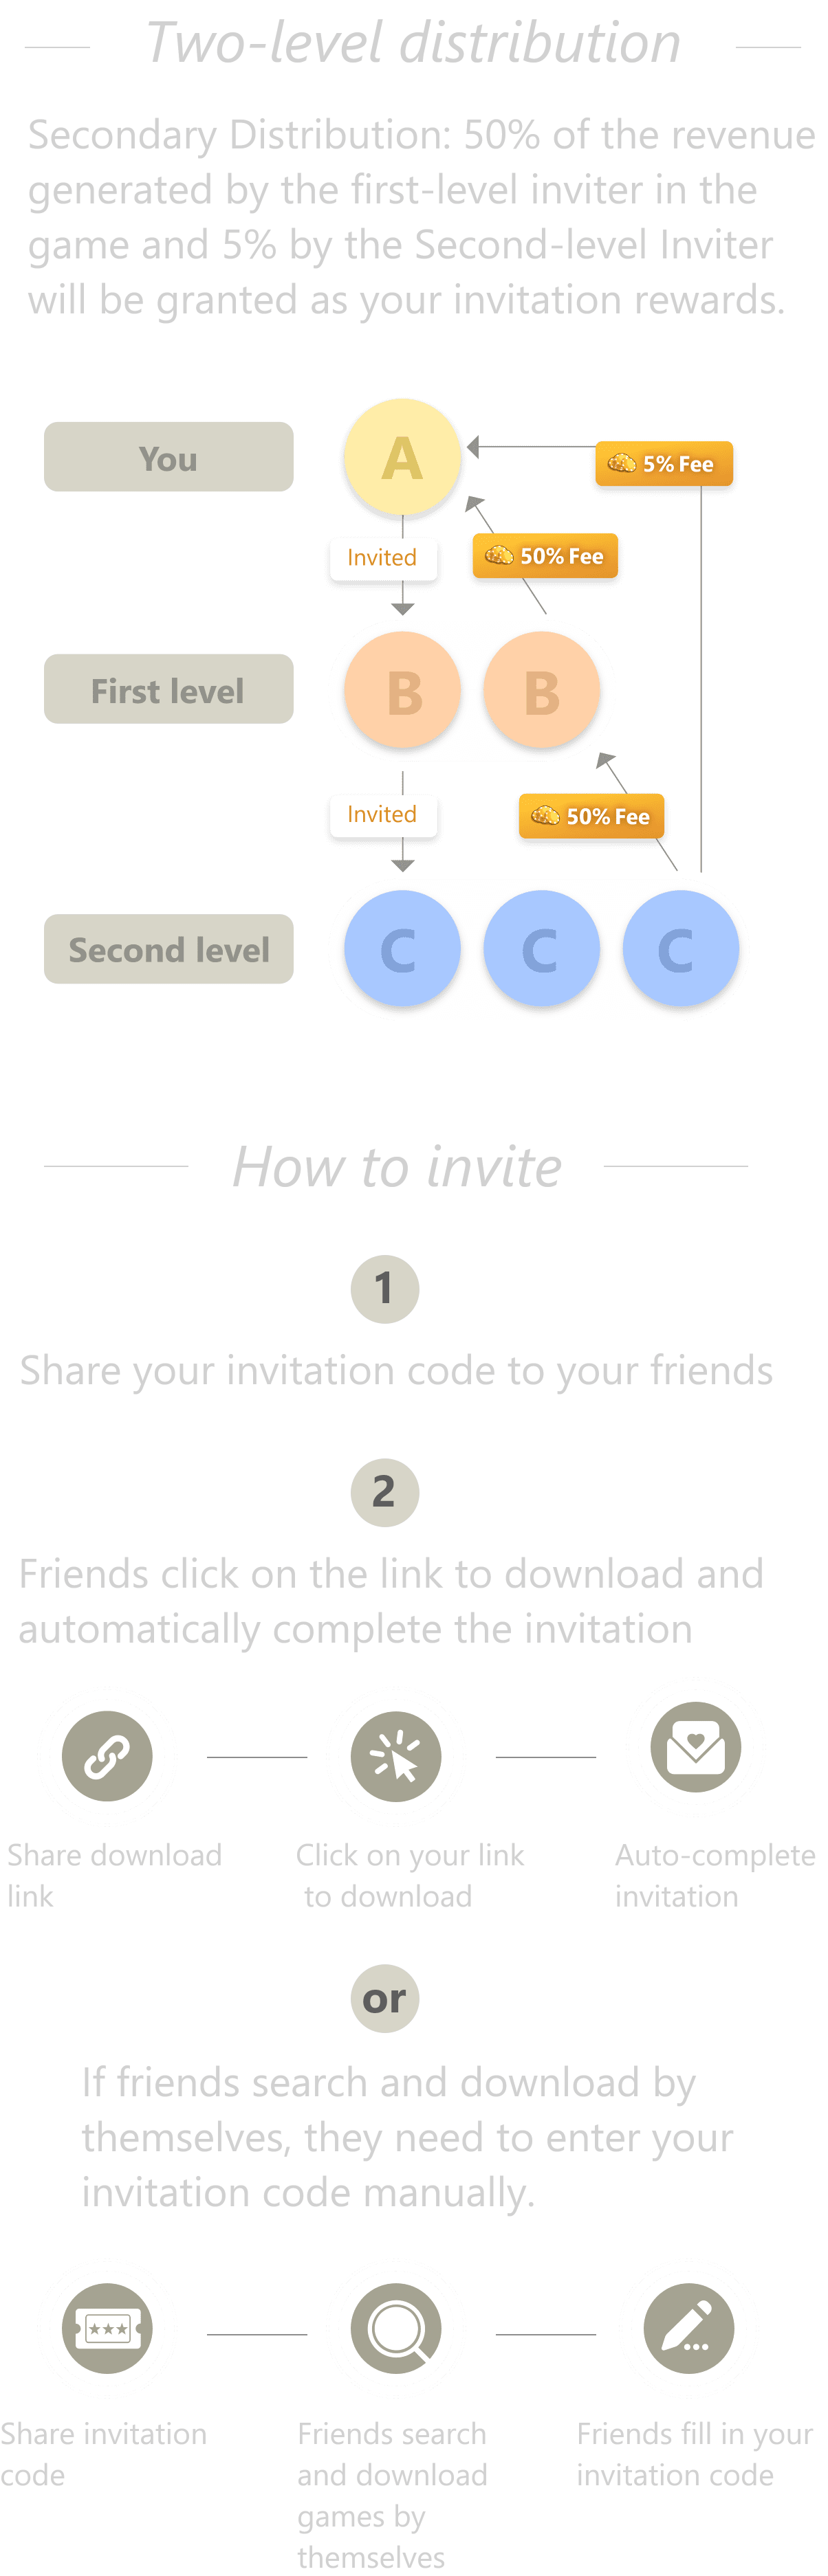 Two-level distribution
Secondary Distribution: 50% of the revenue
generated by the first-level inviter in the
game and 5% by the Second-level Inviter
will be granted as your invitation rewards.
You
A
5% Fee
50% Fee
Invited
First level
B
B
Invited
50% Fee
Second level
C
C
C
How to invite
1
Share your invitation code to your friends
2
Friends click on the link to download and
automatically complete the invitation
Share download
link
Click on your link
to download
Auto-complete
invitation
or
If friends search and download by
themselves, they need to enter your
invitation code manually.
Share invitation
code
Friends search
and download
games by
themselves
Friends fill in your
invitation code